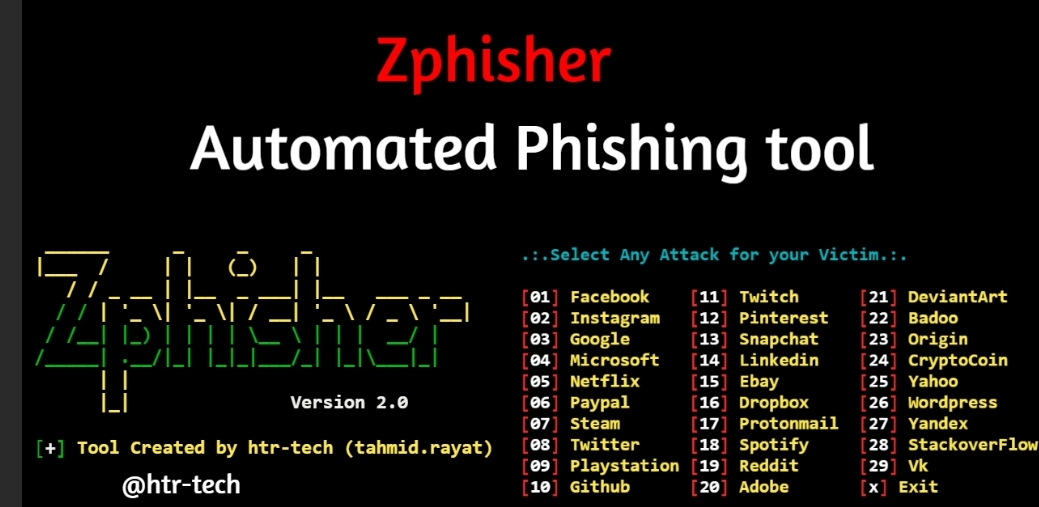 Zphisher
Automated Phishing tool
Zphisher
Version 2.0
[+] Tool Created by htr-tech (tahmid.rayat)
@htr-tech
.:.Select Any Attack for your Victim.:.
[01] Facebook [11] Twitch [21] DeviantArt
[02] Instagram [12] Pinterest [22] Badoo
[03] Google [13] Snapchat [23] Origin
[04] Microsoft [14] Linkedin [24] CryptoCoin
[05] Netflix [15] Ebay [25] Yahoo
[06] Paypal [16] Dropbox [26] Wordpress
[07] Steam [17] Protonmail [27] Yandex
[08] Twitter [18] Spotify [28] StackoverFlow
[09] Playstation [19] Reddit [29] Vk
[10] Github [20] Adobe [x] Exit